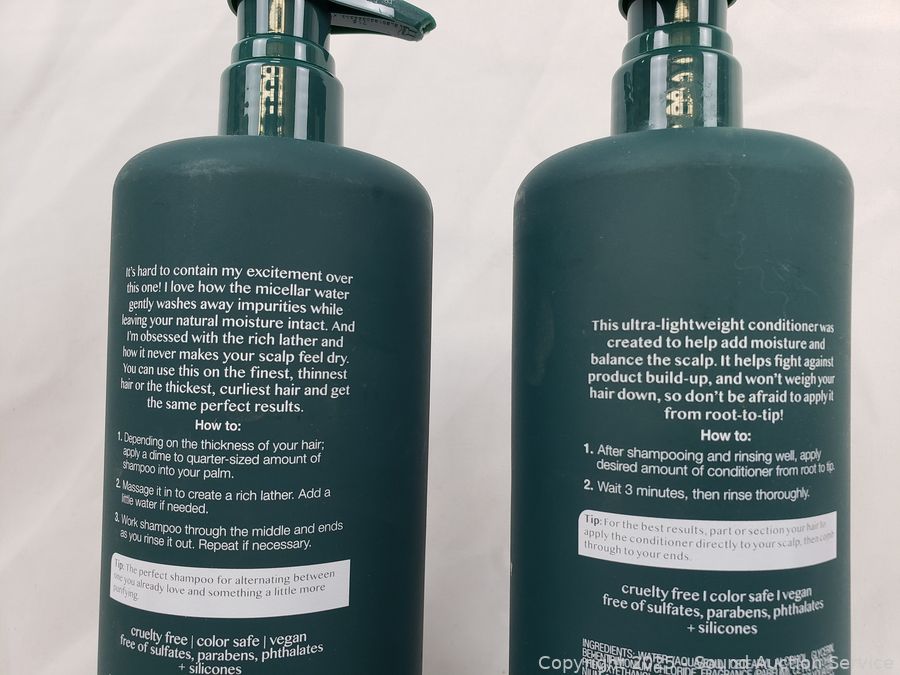 It's hard to contain my excitement over
this one! I love how the micellar water
gently washes away impurities while
leaving your natural moisture intact. And
I'm obsessed with the rich lather and
how it never makes your scalp feel dry.
You can use this on the finest, thinnest
hair or the thickest, curliest hair and get
the same perfect results.
How to:
1. Depending on the thickness of your hair;
apply a dime to quarter-sized amount of
shampoo into your palm.
2. Massage it in to create a rich lather. Add a
little water if needed.
3. Work shampoo through the middle and ends
as you rinse it out. Repeat if necessary.
Tip: The perfect shampoo for alternating between
one you already love and something a little more
purifying.
cruelty free | color safe | vegan
free of sulfates, parabens, phthalates
+ silicones
This ultra-lightweight conditioner was
created to help add moisture and
balance the scalp. It helps fight against
product build-up, and won't weigh your
hair down, so don't be afraid to apply it
from root-to-tip!
How to:
1. After shampooing and rinsing well, apply
desired amount of conditioner from root to tip.
2. Wait 3 minutes, then rinse thoroughly.
Tip: For the best results, part or section your hair to
apply the conditioner directly to your scalp, then comb
through to your ends.
cruelty free I color safe I vegan
free of sulfates, parabens, phthalates
+ silicones
INGREDIENTS: WATER
Copyright 2025 Sound Auction Service